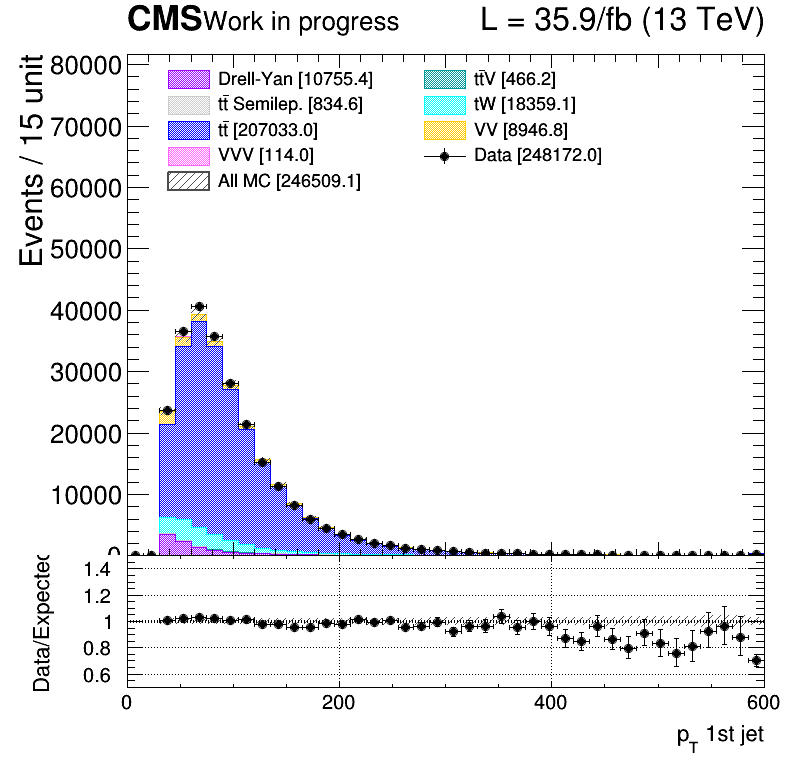 CMS Work in progress L = 35.9/fb (13 TeV)
Events / 15 unit
80000
70000
60000
50000
40000
30000
20000
10000
0
Drell-Yan [10755.4]
tt̄ Semilep. [834.6]
tt̄ [207033.0]
VVV [114.0]
All MC [246509.1]
tt̄V [466.2]
tW [18359.1]
VV [8946.8]
Data [248172.0]
Data/Expected
1.4
1.2
1
0.8
0.6
0 200 400 600
p_T 1st jet